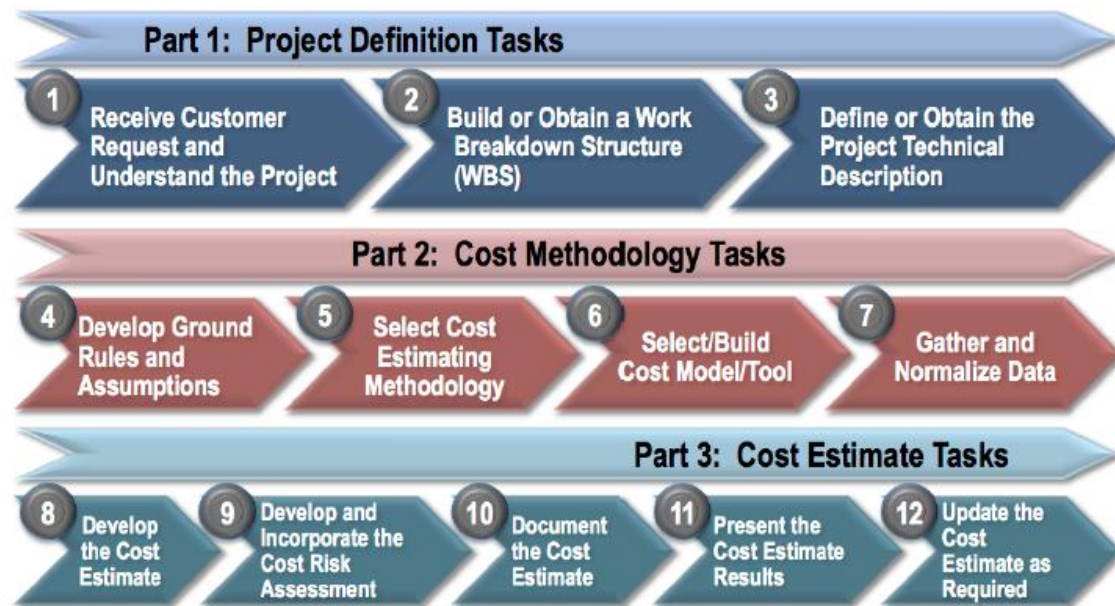 Part 1: Project Definition Tasks
1
Receive Customer
Request and
Understand the Project
2
Build or Obtain a Work
Breakdown Structure
(WBS)
3
Define or Obtain the
Project Technical
Description
Part 2: Cost Methodology Tasks
4
Develop Ground
Rules and
Assumptions
5
Select Cost
Estimating
Methodology
6
Select/Build
Cost Model/Tool
7
Gather and
Normalize Data
Part 3: Cost Estimate Tasks
8
Develop
the Cost
Estimate
9
Develop and
Incorporate the
Cost Risk
Assessment
10
Document
the Cost
Estimate
11
Present the
Cost Estimate
Results
12
Update the
Cost
Estimate as
Required